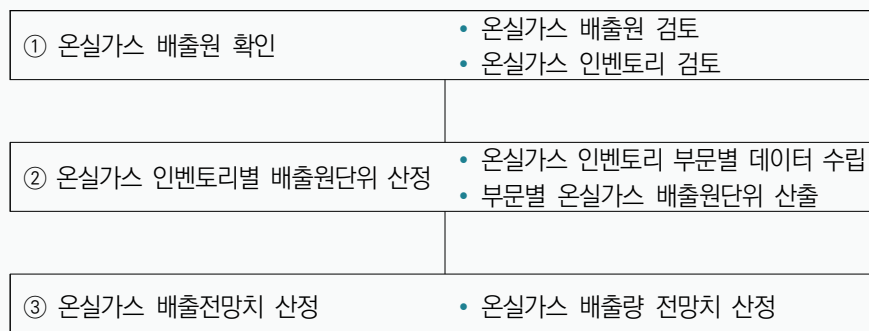 ① 온실가스 배출원 확인
• 온실가스 배출원 검토
• 온실가스 인벤토리 검토
② 온실가스 인벤토리별 배출원단위 산정
• 온실가스 인벤토리 부문별 데이터 수립
• 부문별 온실가스 배출원단위 산출
③ 온실가스 배출전망치 산정
• 온실가스 배출량 전망치 산정